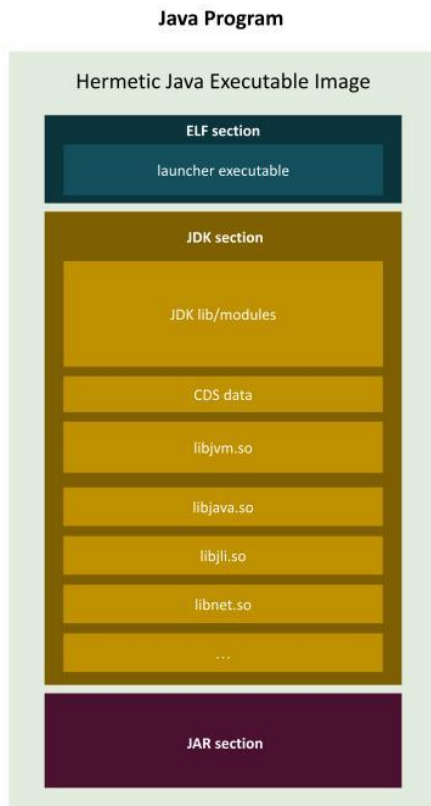 Java Program
Hermetic Java Executable Image
ELF section
launcher executable
JDK section
JDK lib/modules
CDS data
libjvm.so
libjava.so
libjli.so
libnet.so
...
JAR section